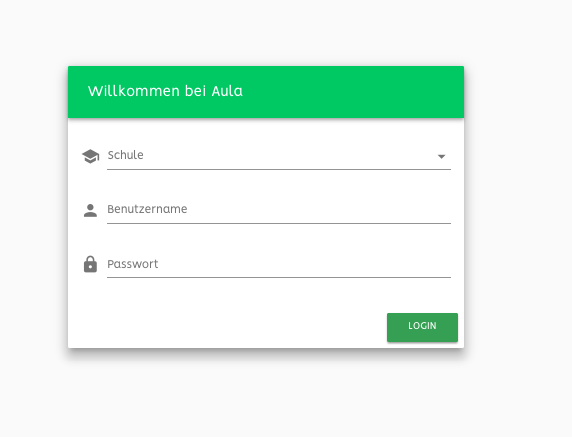 Willkommen bei Aula
Schule
Benutzername
Passwort
LOGIN